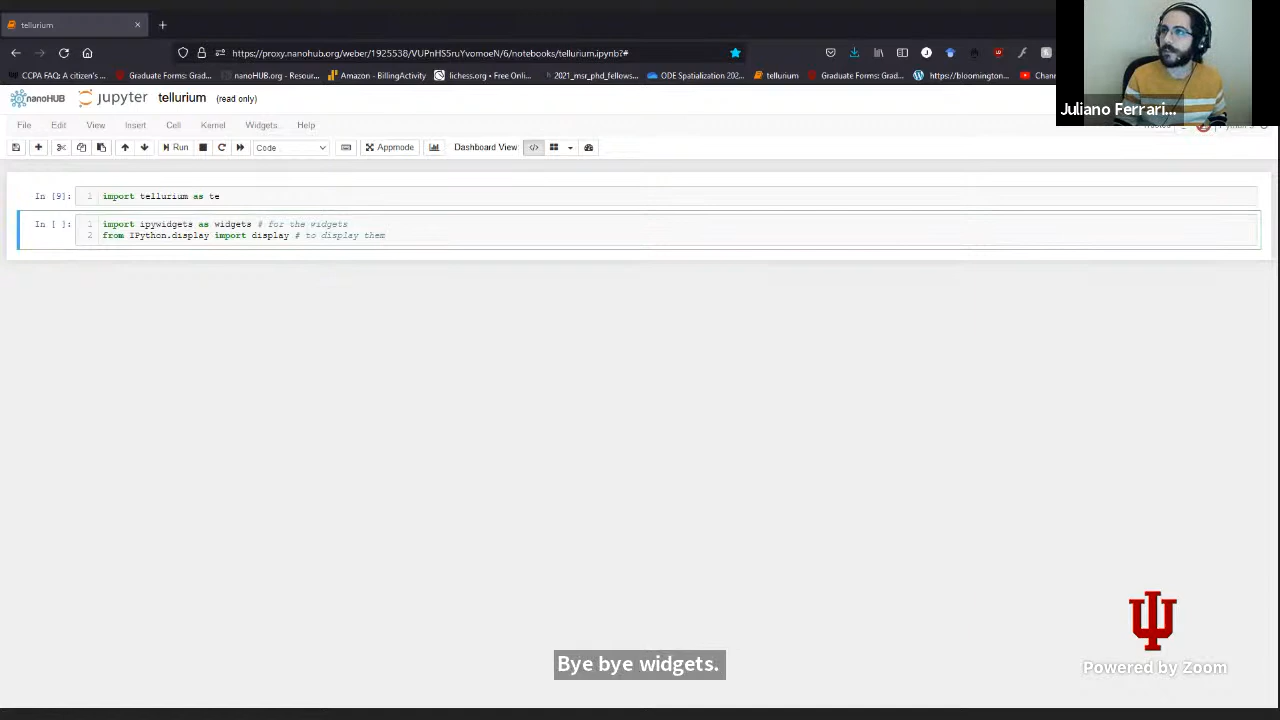 tellurium
https://proxy.nanohub.org/weber/1925538/VUPnHS5ruYvomoeN/6/notebooks/tellurium.ipynb?#
CCPA FAQ: A citizen's... Graduate Forms: Grad... nanoHUB.org - Resour... Amazon - BillingActivity lichess.org • Free Onli... 2021_msr_phd_fellows... ODE Spatialization 202... tellurium Graduate Forms: Grad... https://bloomington... Chann
nanoHUB jupyter tellurium (read only)
Juliano Ferrari...
File Edit View Insert Cell Kernel Widgets Help
Run Code Appmode Dashboard View:
In [9]: 1 import tellurium as te
In [ ]: 1 import ipywidgets as widgets # for the widgets
2 from IPython.display import display # to display them
Bye bye widgets.
Powered by Zoom